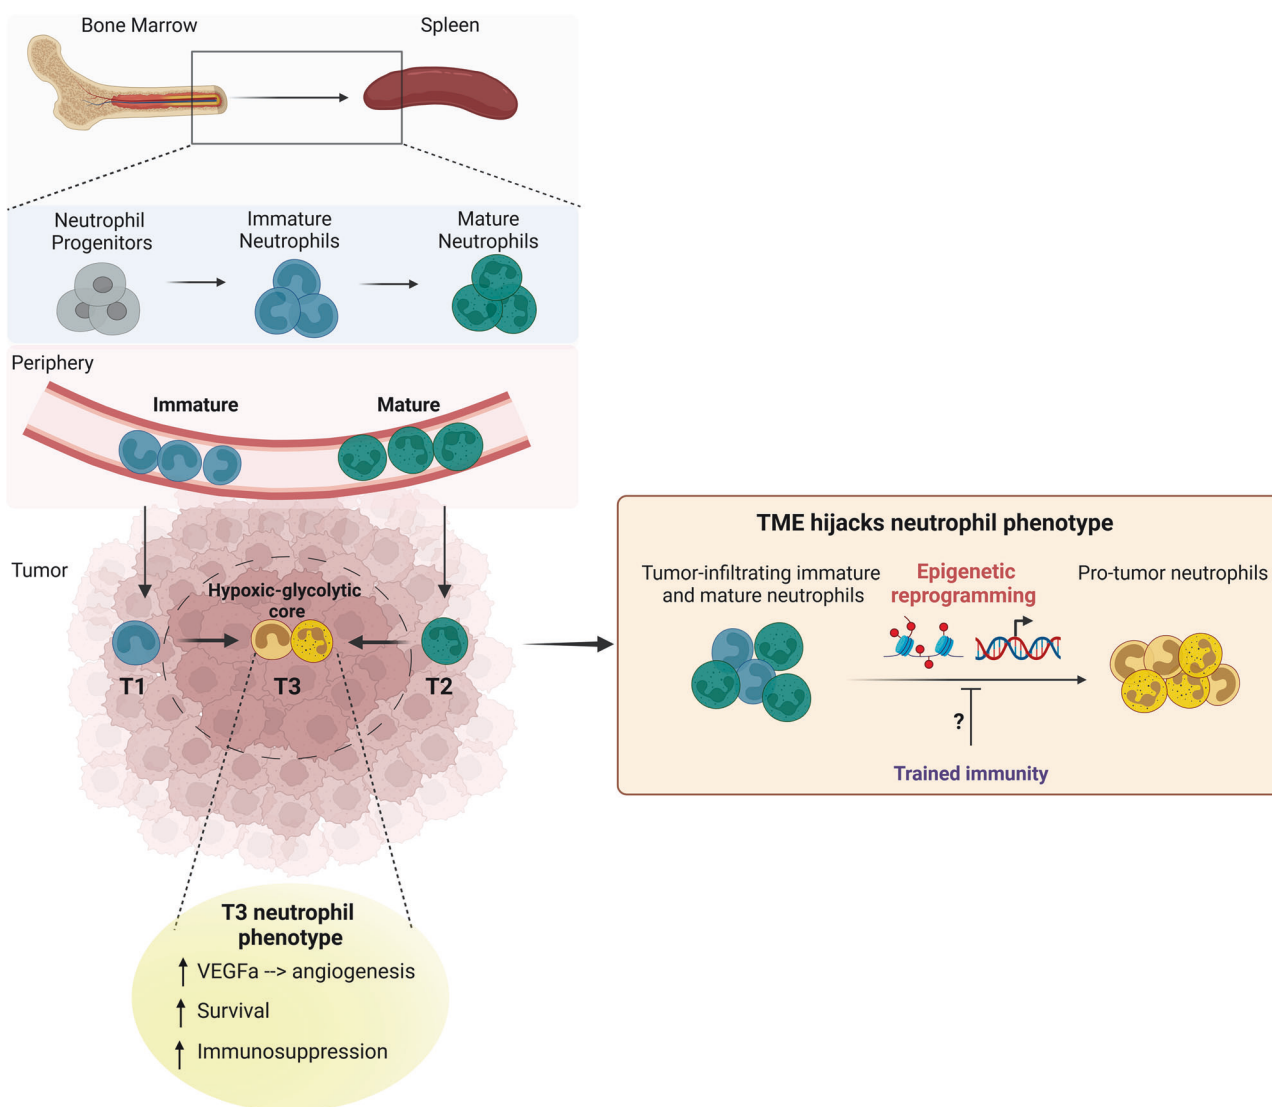 Bone Marrow
Spleen
Neutrophil
Progenitors
Immature
Neutrophils
Mature
Neutrophils
Periphery
Immature
Mature
Tumor
Hypoxic-glycolytic
core
T1
T3
T2
T3 neutrophil
phenotype
VEGFa --> angiogenesis
Survival
Immunosuppression
TME hijacks neutrophil phenotype
Tumor-infiltrating immature
and mature neutrophils
Epigenetic
reprogramming
Pro-tumor neutrophils
?
Trained immunity